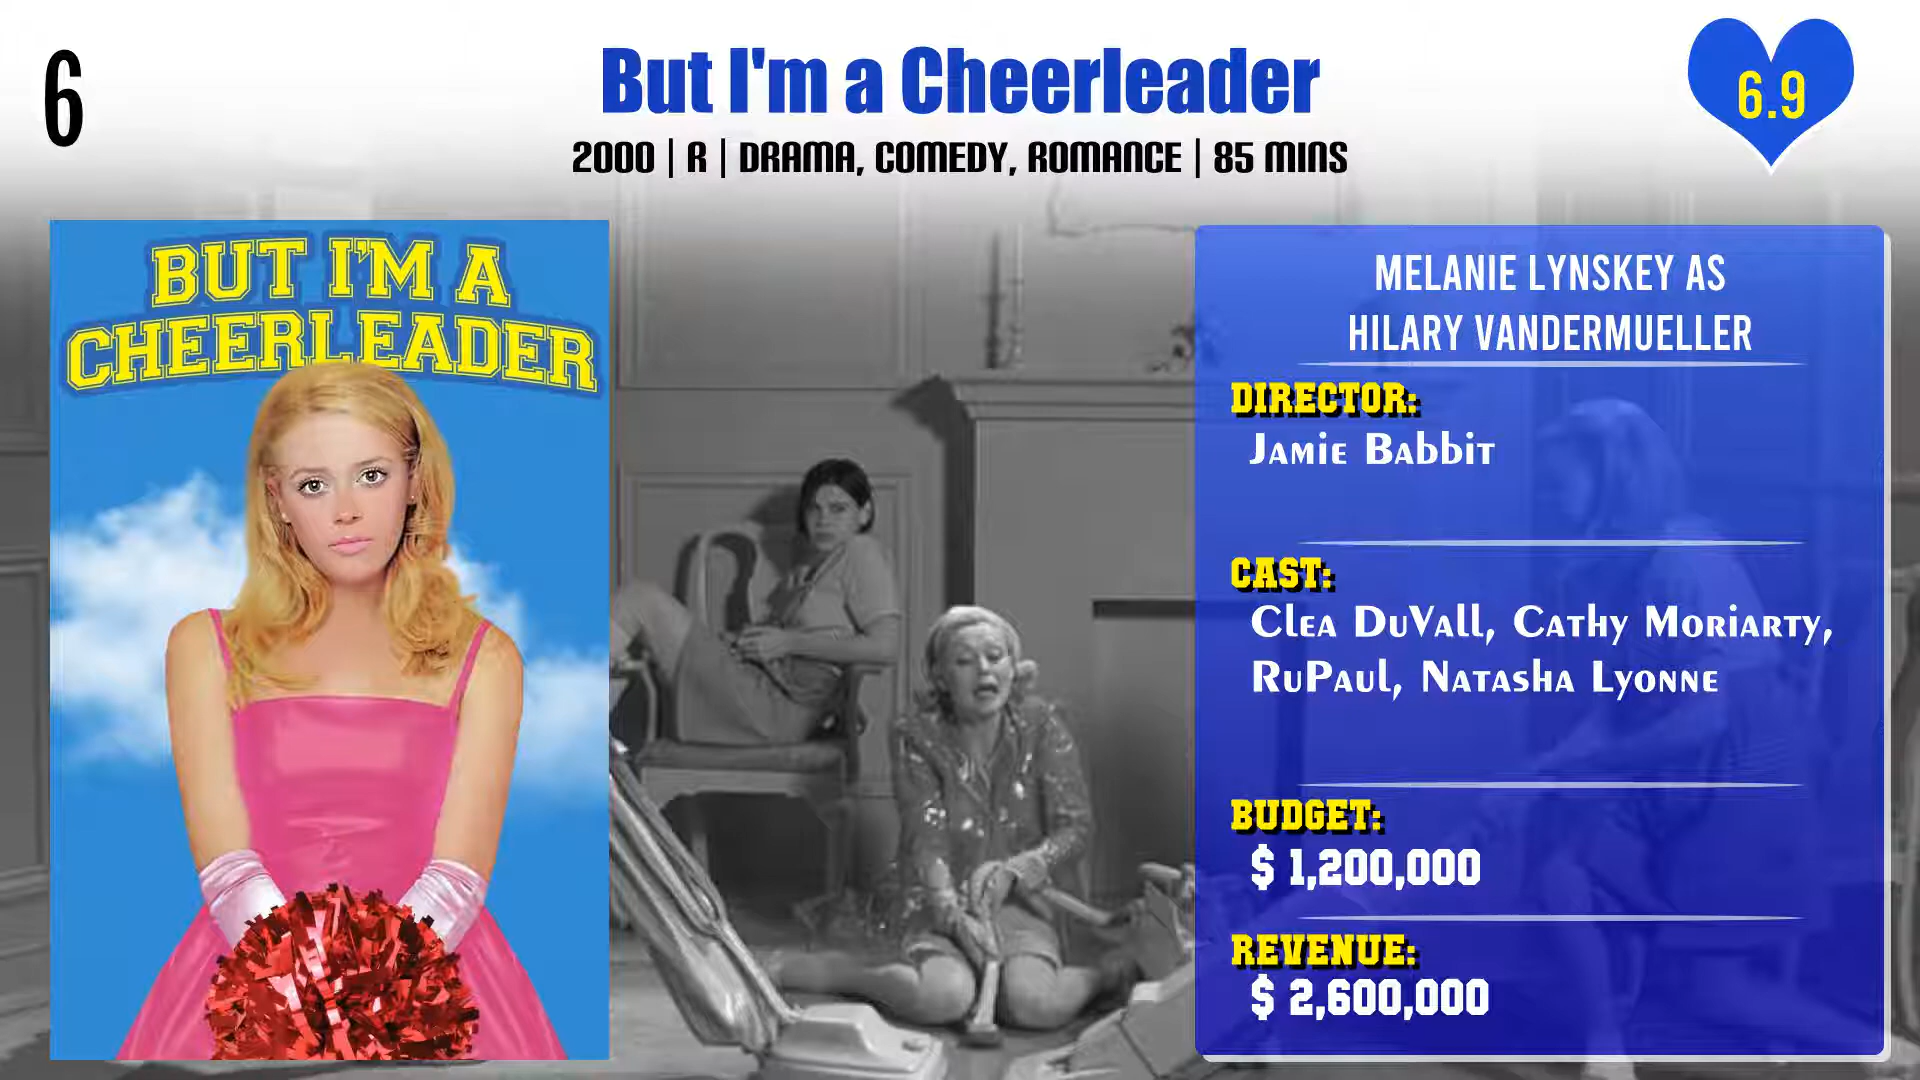 6
But I'm a Cheerleader
6.9
2000 | R | DRAMA, COMEDY, ROMANCE | 85 MINS
BUT I'M A
CHEERLEADER
MELANIE LYNSKEY AS
HILARY VANDERMUELLER
DIRECTOR:
Jamie Babbit
CAST:
Clea DuVall, Cathy Moriarty,
RuPaul, Natasha Lyonne
BUDGET:
$ 1,200,000
REVENUE:
$ 2,600,000